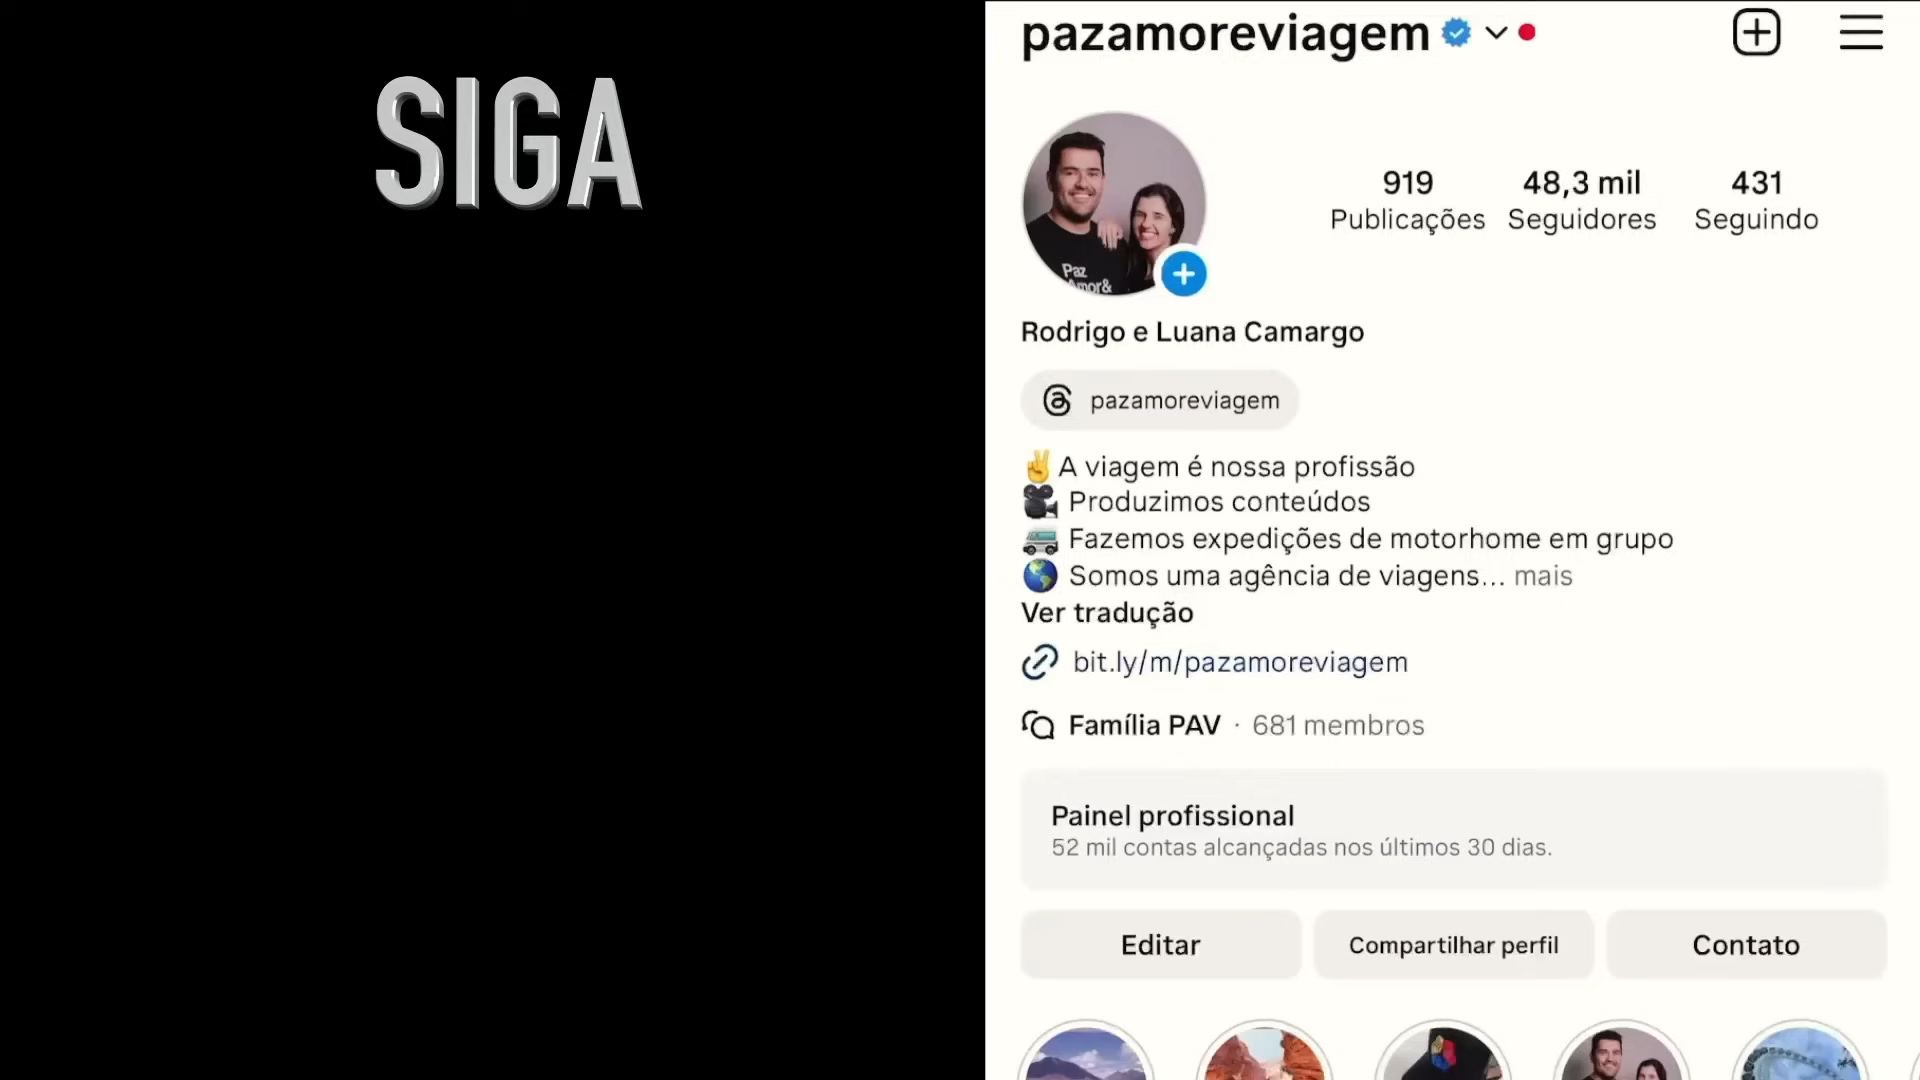 SIGA
pazamoreviagem
919 48,3 mil 431
Publicações Seguidores Seguindo
Paz
Amor&
Rodrigo e Luana Camargo
pazamoreviagem
A viagem é nossa profissão
Produzimos conteúdos
Fazemos expedições de motorhome em grupo
Somos uma agência de viagens... mais
Ver tradução
bit.ly/m/pazamoreviagem
Família PAV · 681 membros
Painel profissional
52 mil contas alcançadas nos últimos 30 dias.
Editar Compartilhar perfil Contato